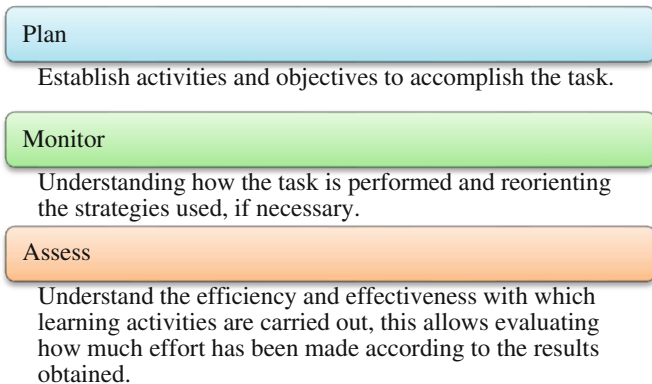 Plan
Establish activities and objectives to accomplish the task.
Monitor
Understanding how the task is performed and reorienting
the strategies used, if necessary.
Assess
Understand the efficiency and effectiveness with which
learning activities are carried out, this allows evaluating
how much effort has been made according to the results
obtained.